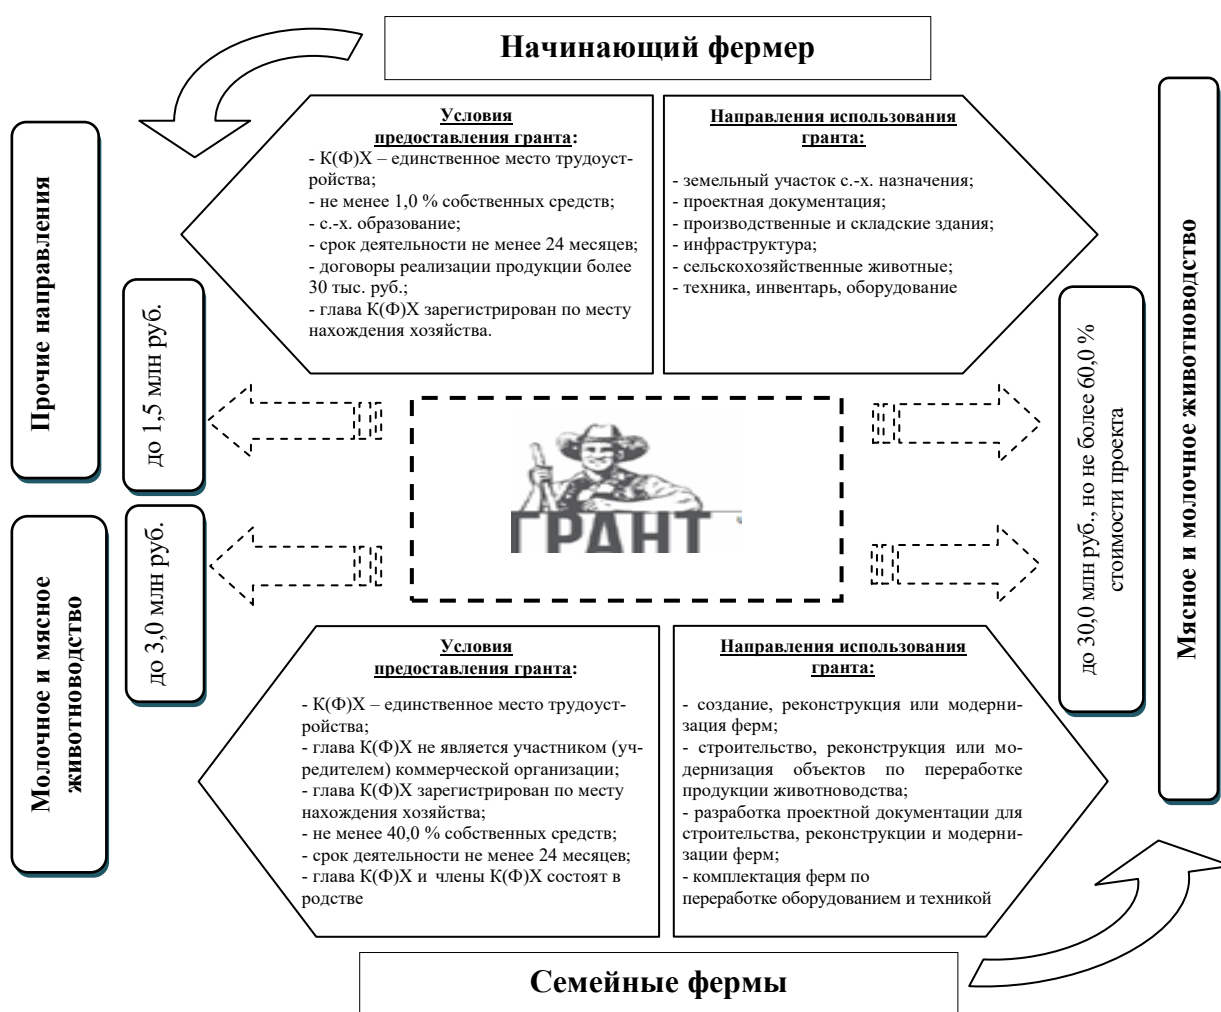 Начинающий фермер
Условия
предоставления гранта:
- К(Ф)Х – единственное место трудоуст-
ройства;
- не менее 1,0 % собственных средств;
- с.-х. образование;
- срок деятельности не менее 24 месяцев;
- договоры реализации продукции более
30 тыс. руб.;
- глава К(Ф)Х зарегистрирован по месту
нахождения хозяйства.
Направления использования
гранта:
- земельный участок с.-х. назначения;
- проектная документация;
- производственные и складские здания;
- инфраструктура;
- сельскохозяйственные животные;
- техника, инвентарь, оборудование
Прочие направления
до 1,5 млн руб.
Молочное и мясное
животноводство
до 3,0 млн руб.
ГРАНТ
до 30,0 млн руб., но не более 60,0 %
стоимости проекта
Мясное и молочное животноводство
Условия
предоставления гранта:
- К(Ф)Х – единственное место трудоуст-
ройства;
- глава К(Ф)Х не является участником (уч-
редителем) коммерческой организации;
- глава К(Ф)Х зарегистрирован по месту
нахождения хозяйства;
- не менее 40,0 % собственных средств;
- срок деятельности не менее 24 месяцев;
- глава К(Ф)Х и члены К(Ф)Х состоят в
родстве
Направления использования
гранта:
- создание, реконструкция или модерни-
зация ферм;
- строительство, реконструкция или мо-
дернизация объектов по переработке
продукции животноводства;
- разработка проектной документации для
строительства, реконструкции и модерни-
зации ферм;
- комплектация ферм по
переработке оборудованием и техникой
Семейные фермы